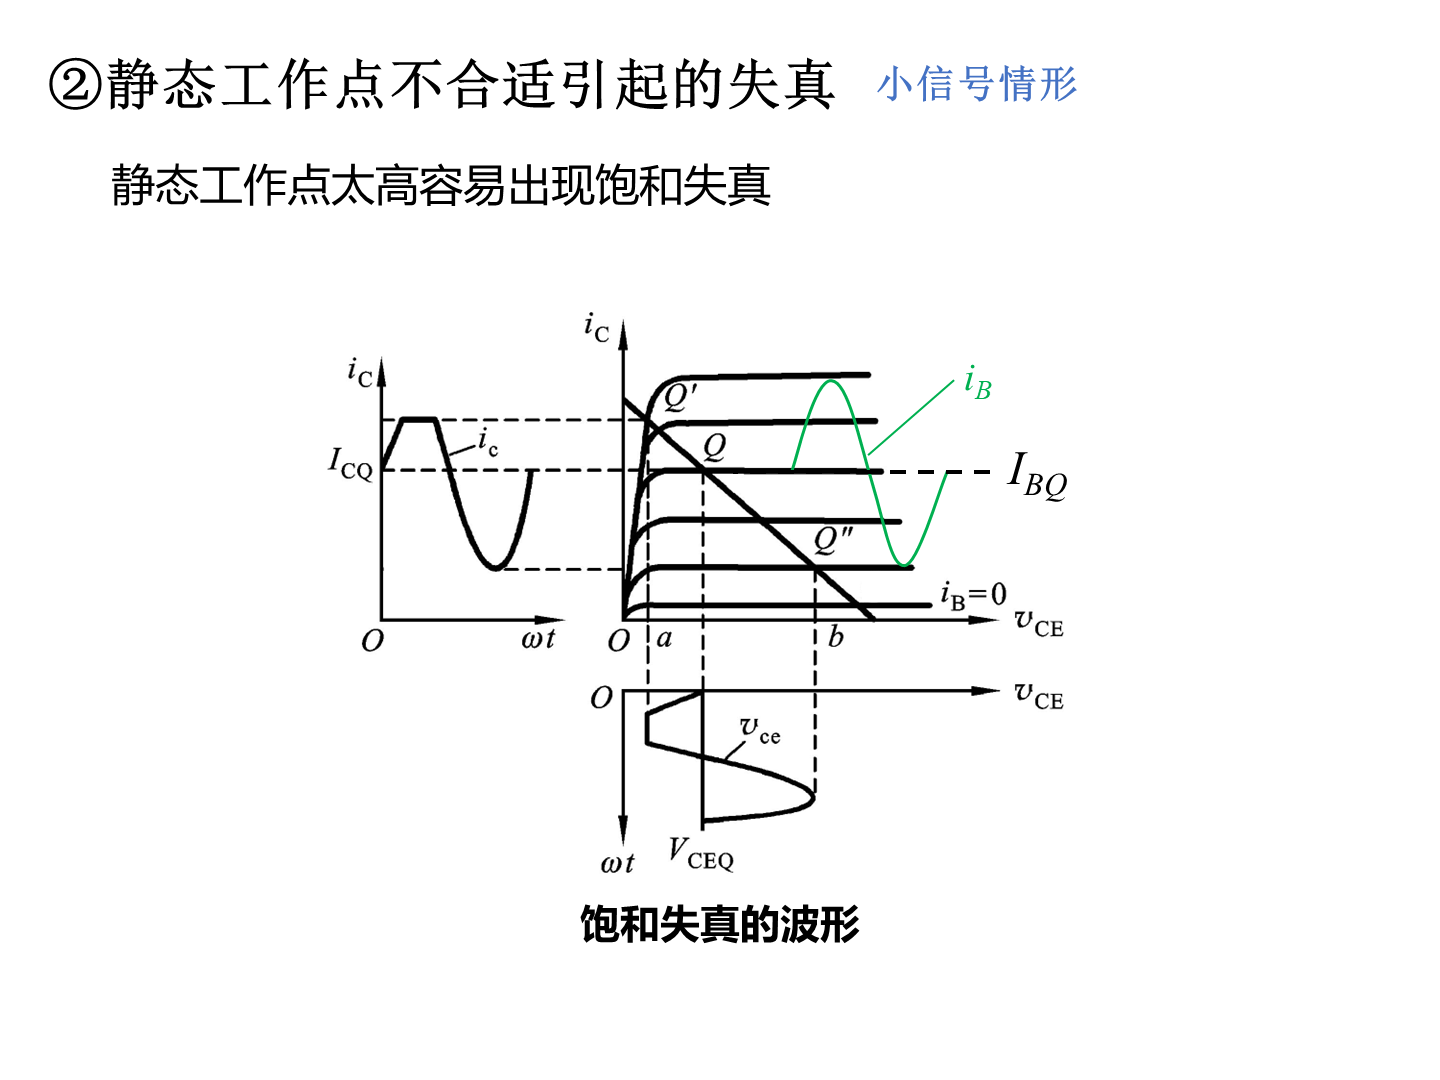 ②静态工作点不合适引起的失真 小信号情形
静态工作点太高容易出现饱和失真
iC
iC
Q′
iB
ic
Q
ICQ
IBQ
Q″
iB=0
vCE
O
ωt
O
a
b
O
vCE
vce
ωt
VCEQ
饱和失真的波形